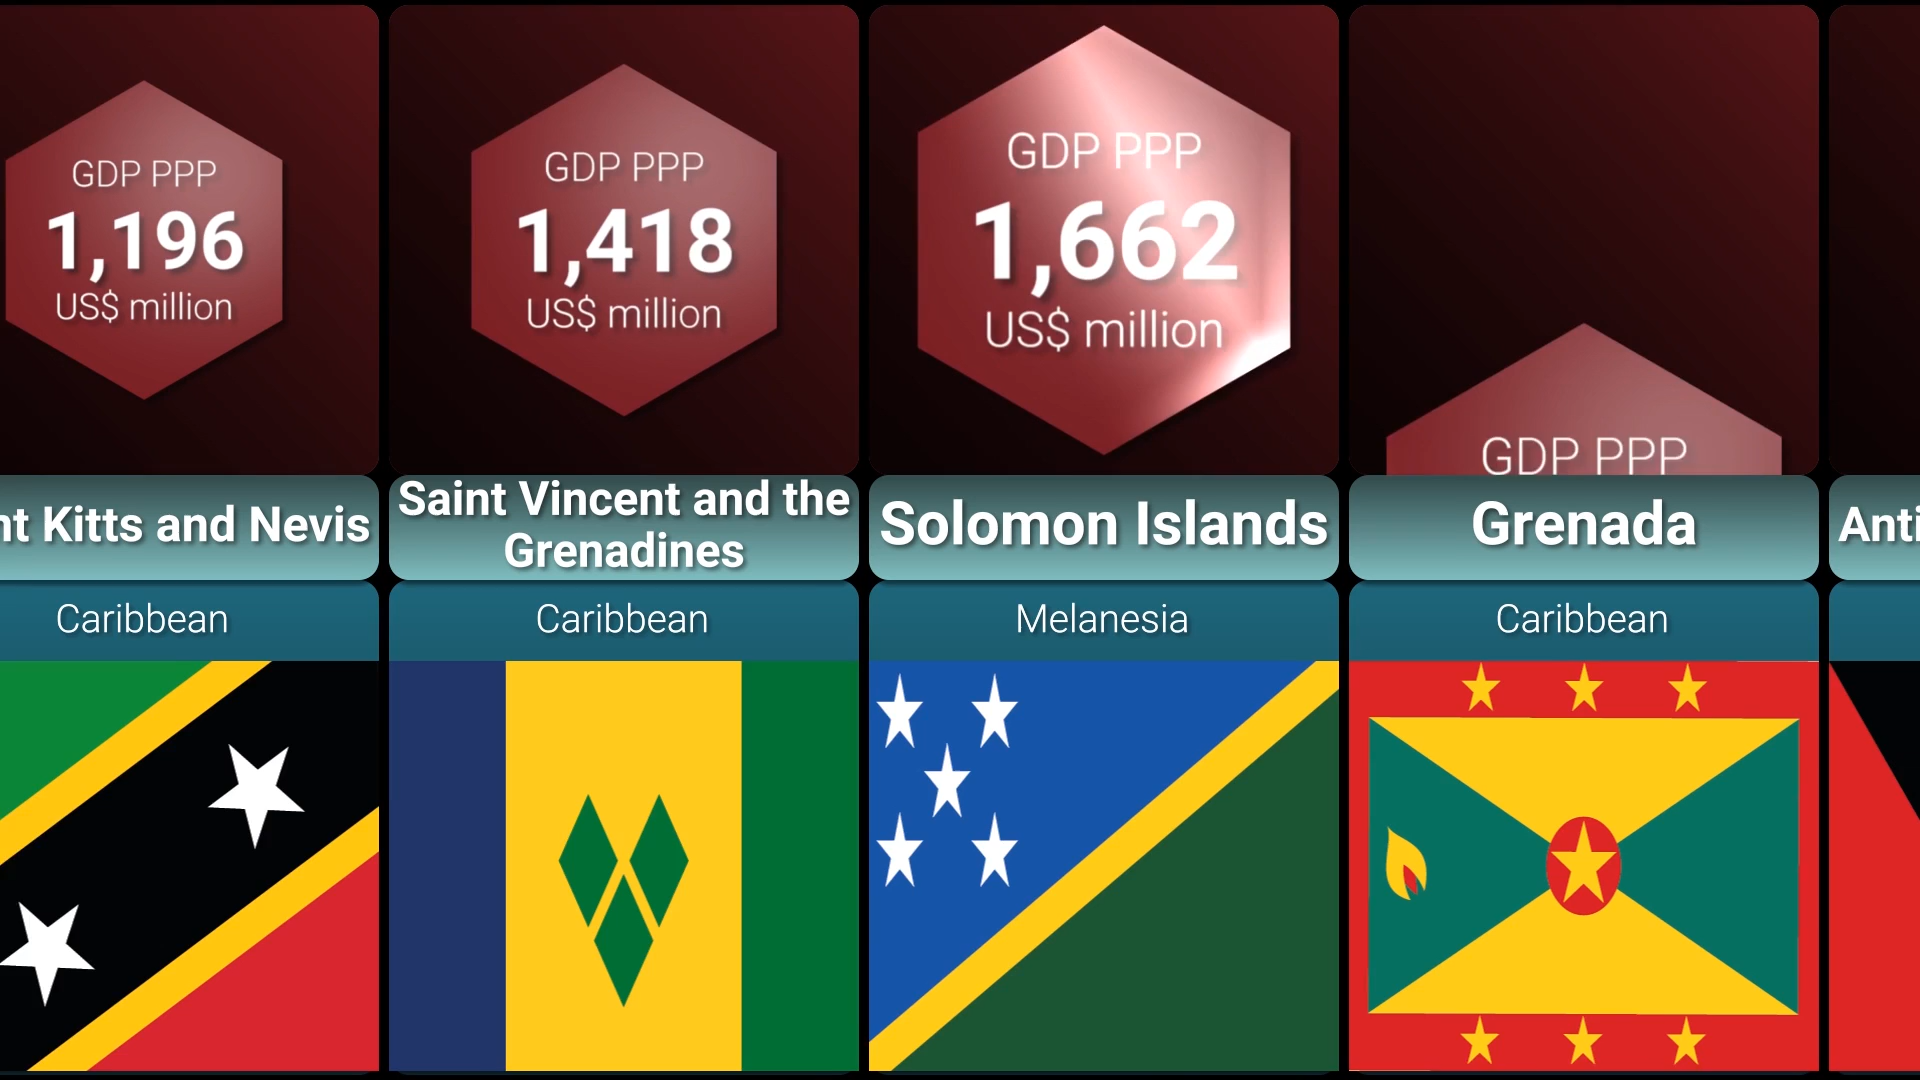 GDP PPP
1,196
US$ million
nt Kitts and Nevis
Caribbean
GDP PPP
1,418
US$ million
Saint Vincent and the
Grenadines
Caribbean
GDP PPP
1,662
US$ million
Solomon Islands
Melanesia
GDP PPP
Grenada
Caribbean
Anti